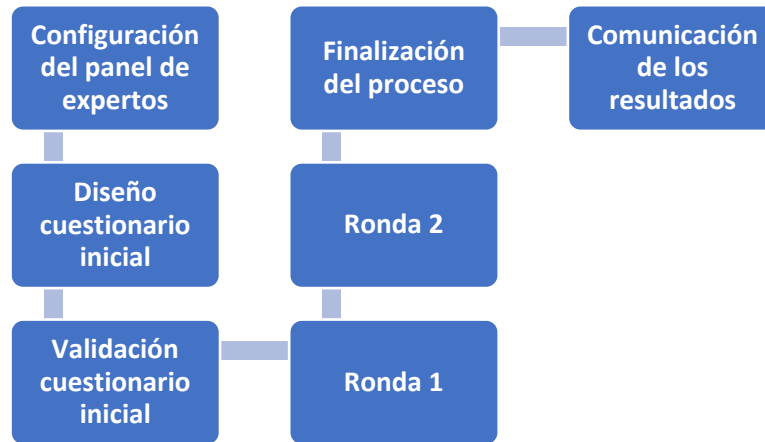 Configuración
del panel de
expertos
Diseño
cuestionario
inicial
Validación
cuestionario
inicial
Ronda 1
Ronda 2
Finalización
del proceso
Comunicación
de los
resultados